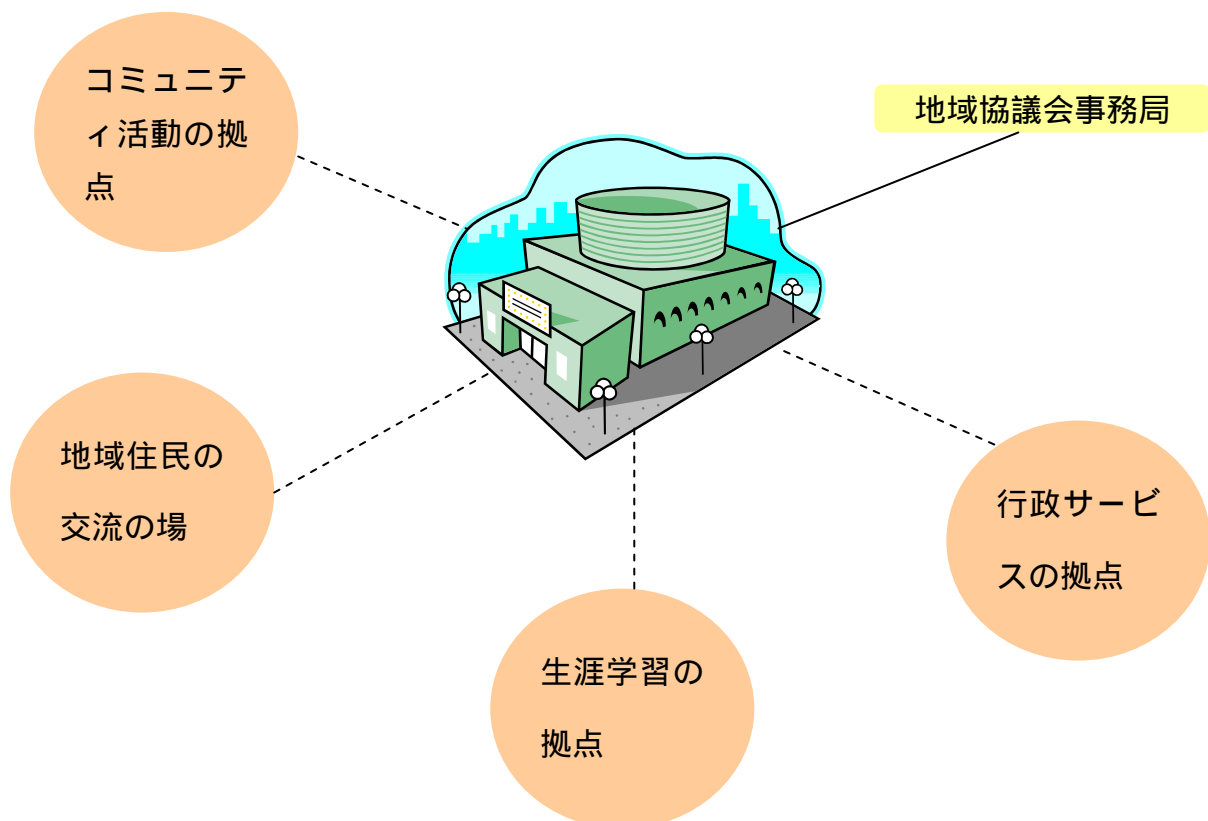 コミュニテ
ィ活動の拠
点
地域協議会事務局
地域住民の
交流の場
行政サービ
スの拠点
生涯学習の
拠点